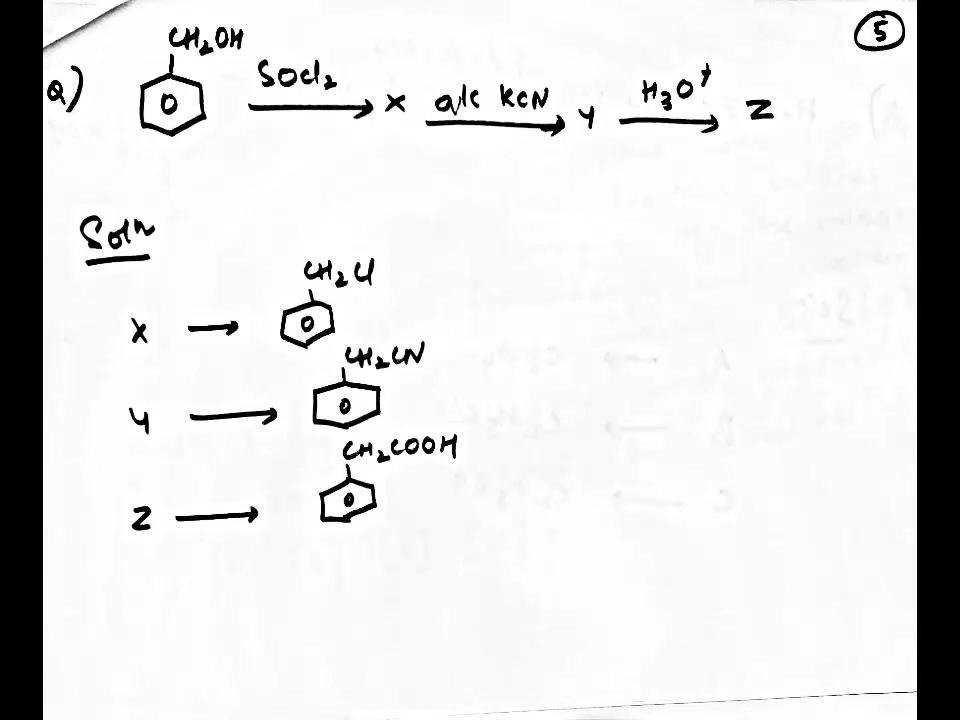 5
Q) CH₂OH SOCl₂ X alc KCN Y H₃O⁺ Z
Solⁿ
X → CH₂Cl
Y → CH₂CN
Z → CH₂COOH